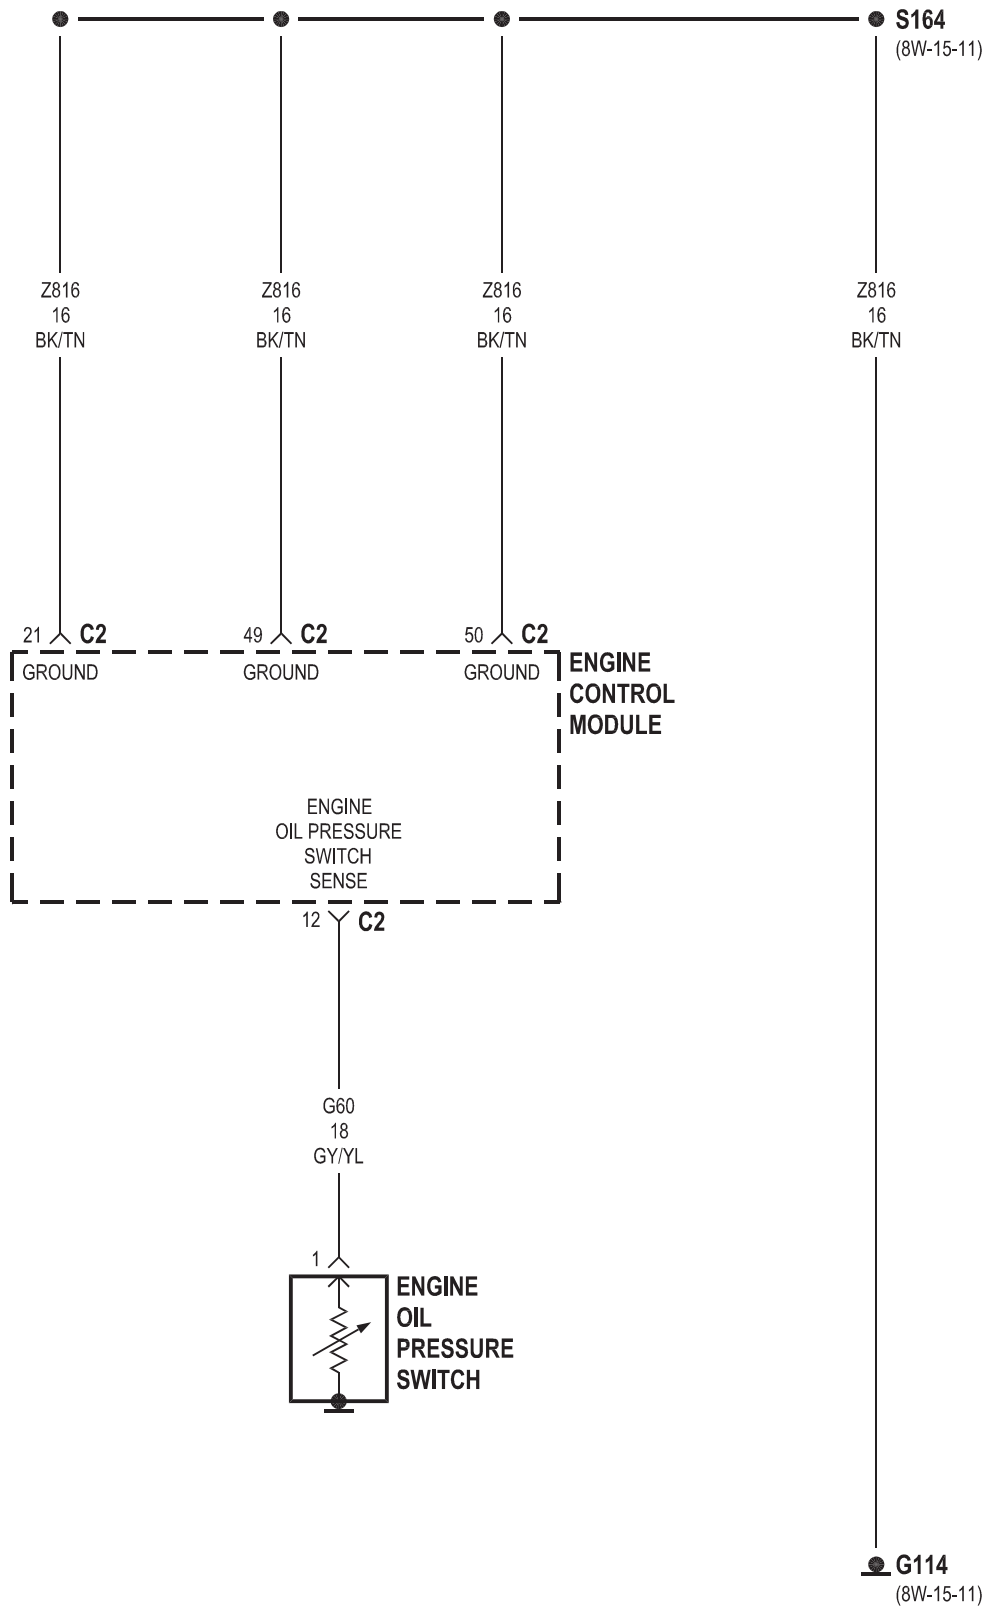 S164
(8W-15-11)
Z816
16
BK/TN
Z816
16
BK/TN
Z816
16
BK/TN
Z816
16
BK/TN
21 C2
49 C2
50 C2
GROUND
GROUND
GROUND
ENGINE
CONTROL
MODULE
ENGINE
OIL PRESSURE
SWITCH
SENSE
12 C2
G60
18
GY/YL
1
ENGINE
OIL
PRESSURE
SWITCH
G114
(8W-15-11)